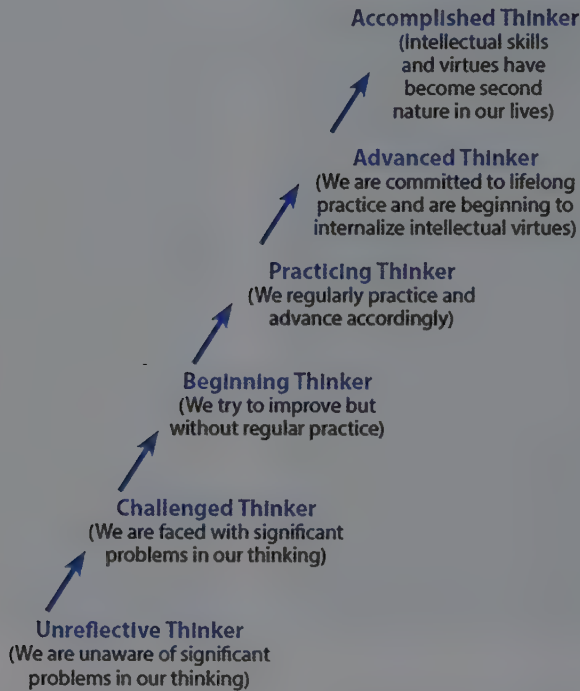 Accomplished Thinker
(Intellectual skills
and virtues have
become second
nature in our lives)
Advanced Thinker
(We are committed to lifelong
practice and are beginning to
internalize intellectual virtues)
Practicing Thinker
(We regularly practice and
advance accordingly)
Beginning Thinker
(We try to improve but
without regular practice)
Challenged Thinker
(We are faced with significant
problems in our thinking)
Unreflective Thinker
(We are unaware of significant
problems in our thinking)